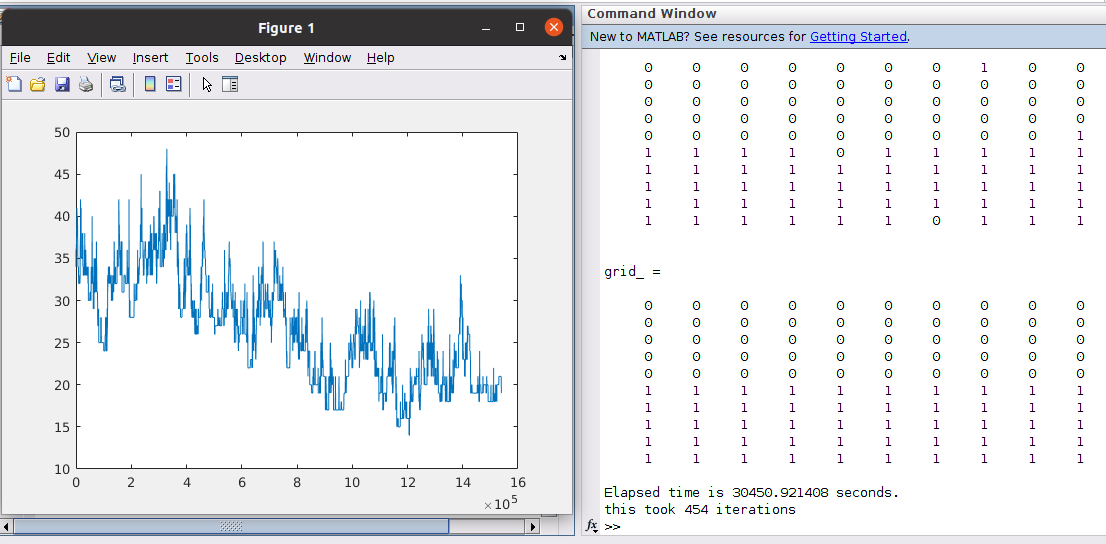 Figure 1
File Edit View Insert Tools Desktop Window Help
50
45
40
35
30
25
20
15
10
0 2 4 6 8 10 12 14 16
×10⁵
Command Window
New to MATLAB? See resources for Getting Started.
0 0 0 0 0 0 0 1 0 0
0 0 0 0 0 0 0 0 0 0
0 0 0 0 0 0 0 0 0 0
0 0 0 0 0 0 0 0 0 0
0 0 0 0 0 0 0 0 0 1
1 1 1 1 0 1 1 1 1 1
1 1 1 1 1 1 1 1 1 1
1 1 1 1 1 1 1 1 1 1
1 1 1 1 1 1 1 1 1 1
1 1 1 1 1 1 0 1 1 1
grid_ =
0 0 0 0 0 0 0 0 0 0
0 0 0 0 0 0 0 0 0 0
0 0 0 0 0 0 0 0 0 0
0 0 0 0 0 0 0 0 0 0
0 0 0 0 0 0 0 0 0 0
1 1 1 1 1 1 1 1 1 1
1 1 1 1 1 1 1 1 1 1
1 1 1 1 1 1 1 1 1 1
1 1 1 1 1 1 1 1 1 1
1 1 1 1 1 1 1 1 1 1
Elapsed time is 30450.921408 seconds.
this took 454 iterations
fx >>